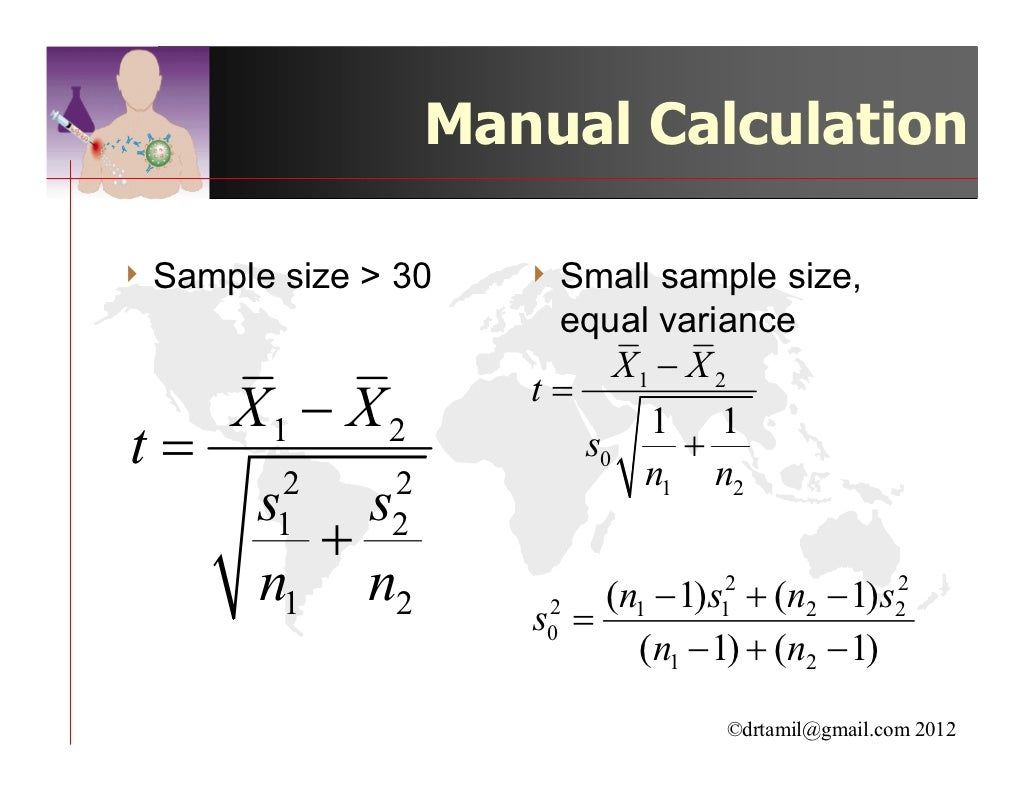 Manual Calculation
Sample size > 30
t = (X̅₁ − X̅₂) / √(s₁²/n₁ + s₂²/n₂)
Small sample size,
equal variance
t = (X̅₁ − X̅₂) / (s₀ √(1/n₁ + 1/n₂))
s₀² = ((n₁ − 1)s₁² + (n₂ − 1)s₂²) / ((n₁ − 1) + (n₂ − 1))
©drtamil@gmail.com 2012